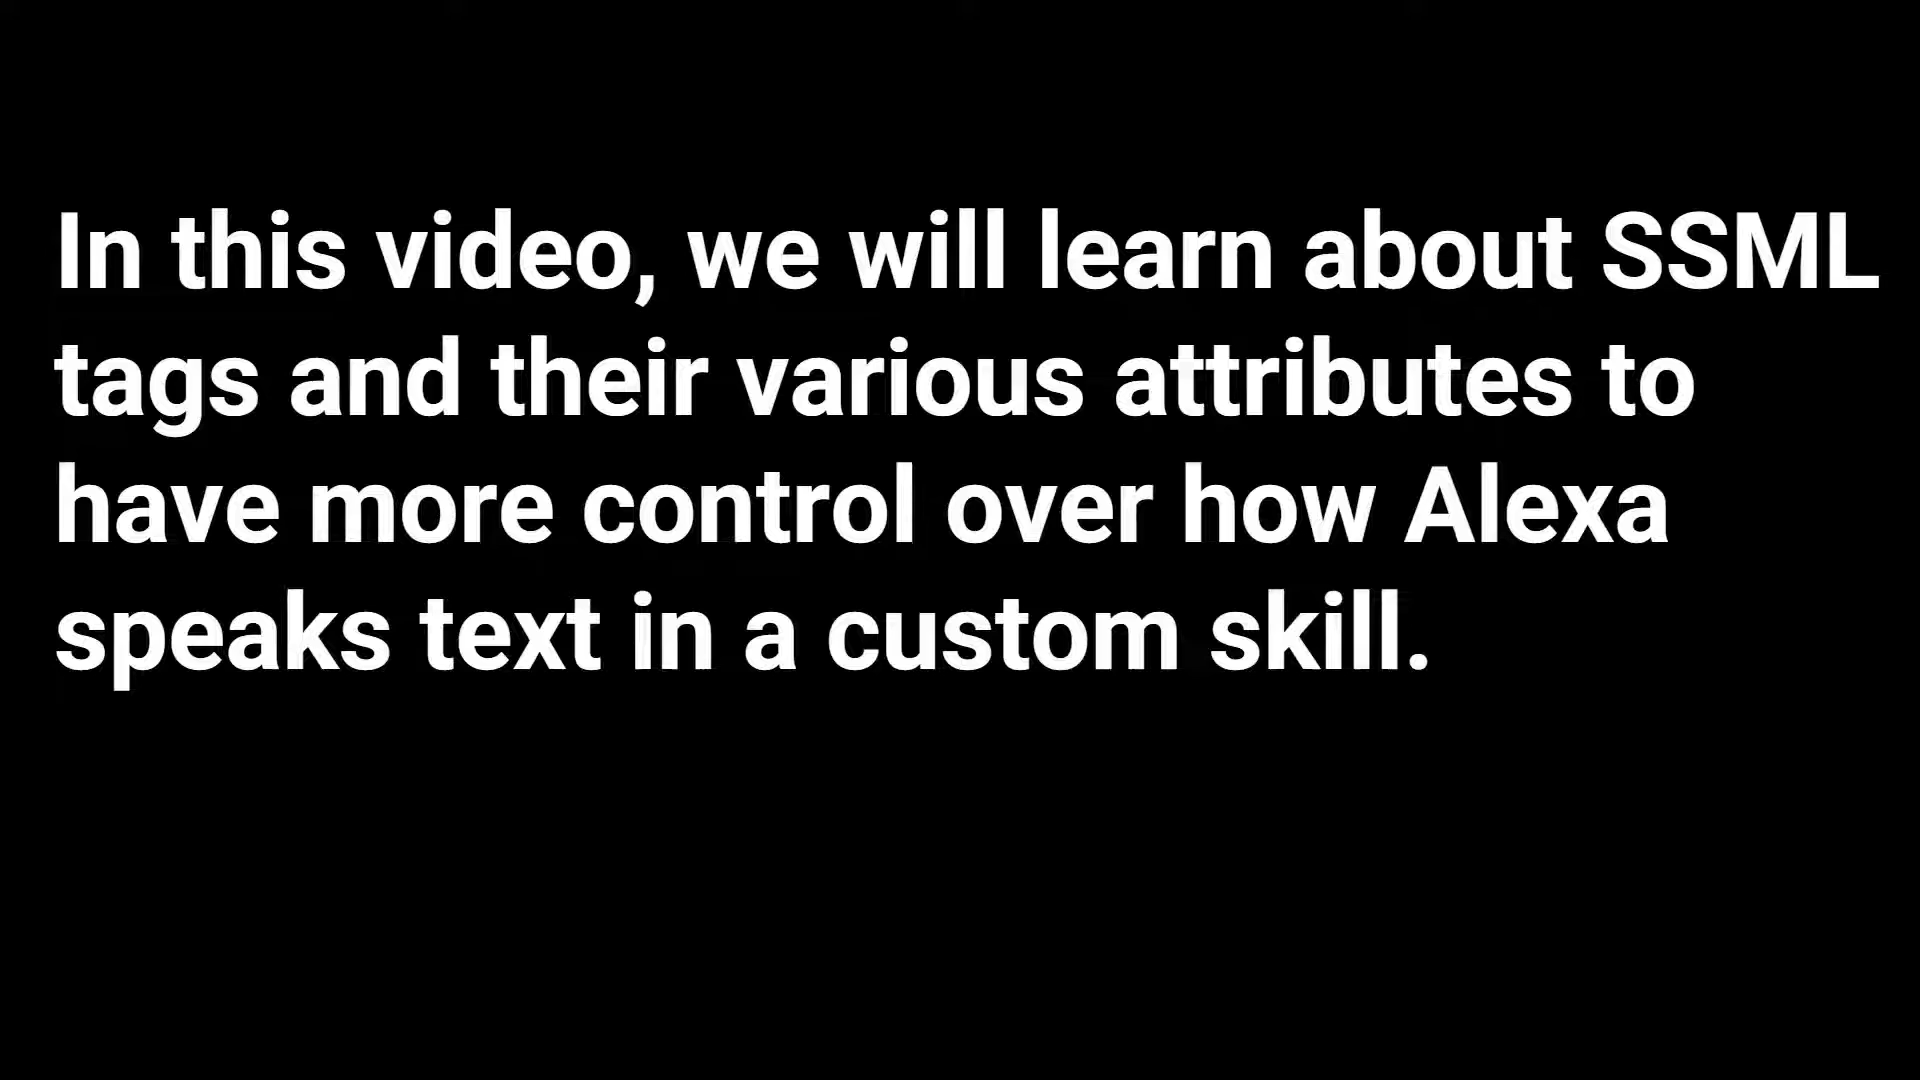 In this video, we will learn about SSML
tags and their various attributes to
have more control over how Alexa
speaks text in a custom skill.